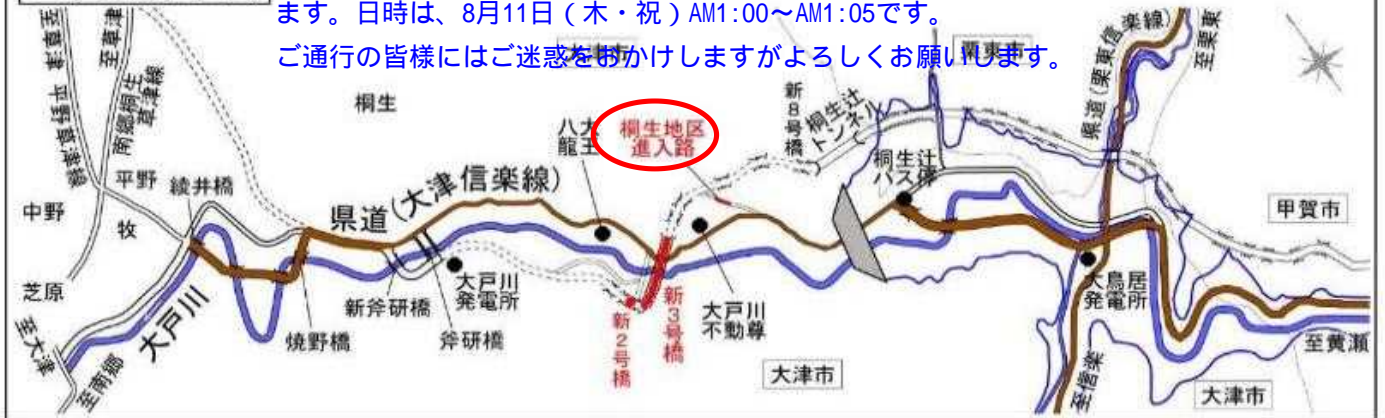 ます。日時は、8月11日(木・祝)AM1:00~AM1:05です。
ご通行の皆様にはご迷惑をおかけしますがよろしくお願いします。
大津市
栗東市
至草津
南郷桐生草津線
平野
中野
牧
芝原
至大津
至南郷
綾井橋
大戸川
焼野橋
県道(大津信楽線)
桐生
新斧研橋
斧研橋
大戸川
発電所
八大
龍王
桐生地区
進入路
新2号橋
新3号橋
大戸川
不動尊
新8号橋
桐生辻
トンネル
桐生辻
バス停
県道(栗東信楽線)
至栗東
甲賀市
大鳥居
発電所
至信楽
至黄瀬
大津市
大津市